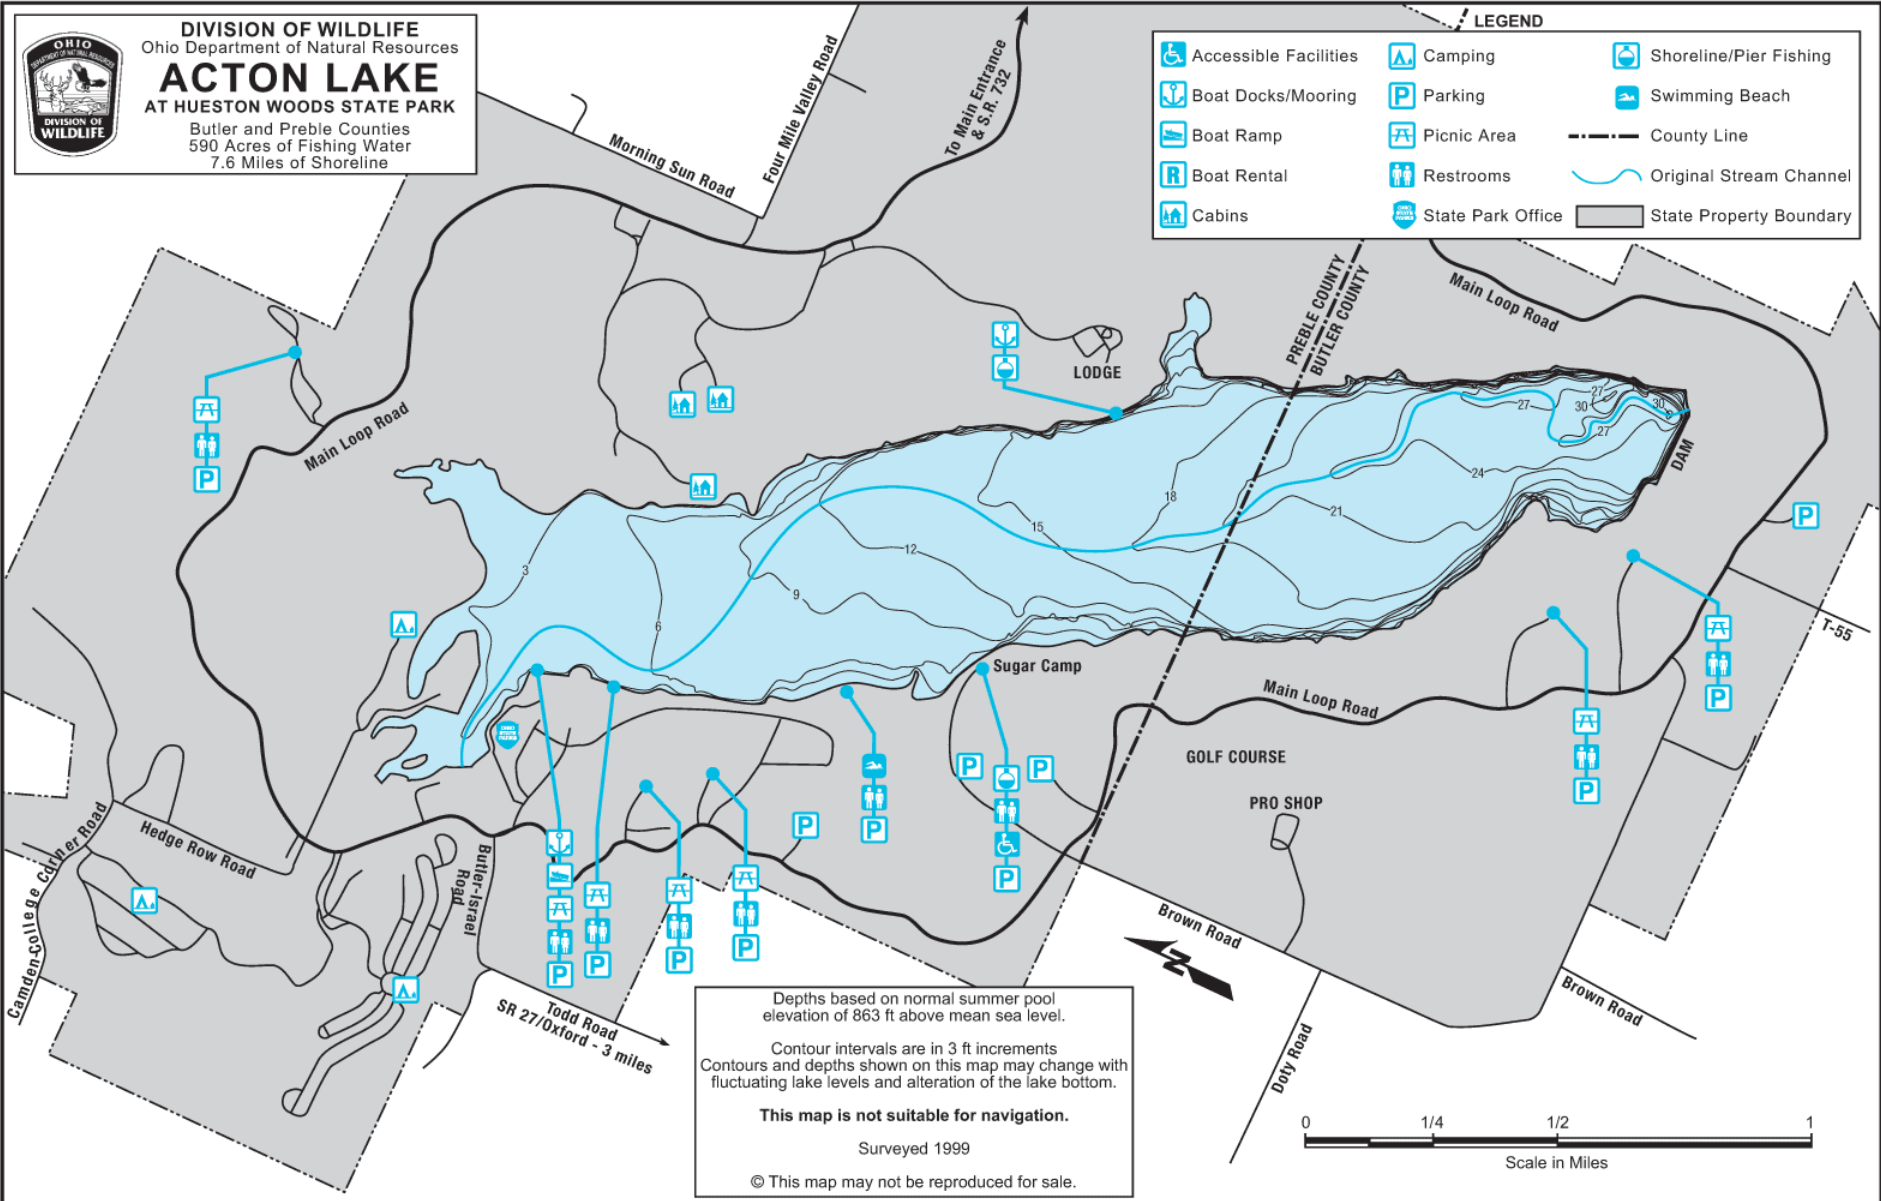 OHIO
DEPARTMENT OF NATURAL RESOURCES
DIVISION OF
WILDLIFE
DIVISION OF WILDLIFE
Ohio Department of Natural Resources
ACTON LAKE
AT HUESTON WOODS STATE PARK
Butler and Preble Counties
590 Acres of Fishing Water
7.6 Miles of Shoreline
LEGEND
Accessible Facilities
Boat Docks/Mooring
Boat Ramp
R Boat Rental
Cabins
Camping
P Parking
Picnic Area
Restrooms
State Park Office
Shoreline/Pier Fishing
Swimming Beach
County Line
Original Stream Channel
State Property Boundary
Morning Sun Road
Four Mile Valley Road
To Main Entrance
& S.R. 732
PREBLE COUNTY
BUTLER COUNTY
Main Loop Road
LODGE
Main Loop Road
P
27
27
30
30
27
24
DAM
18
21
15
12
9
3
6
P
T-55
Sugar Camp
Main Loop Road
P
P
GOLF COURSE
PRO SHOP
P
P
P
P
P
Camden-College Corner Road
Hedge Row Road
Butler-Israel
Road
P
P
P
P
P
Brown Road
N
Brown Road
Todd Road
SR 27/Oxford - 3 miles
Doty Road
Depths based on normal summer pool
elevation of 863 ft above mean sea level.
Contour intervals are in 3 ft increments
Contours and depths shown on this map may change with
fluctuating lake levels and alteration of the lake bottom.
This map is not suitable for navigation.
Surveyed 1999
© This map may not be reproduced for sale.
0 1/4 1/2 1
Scale in Miles